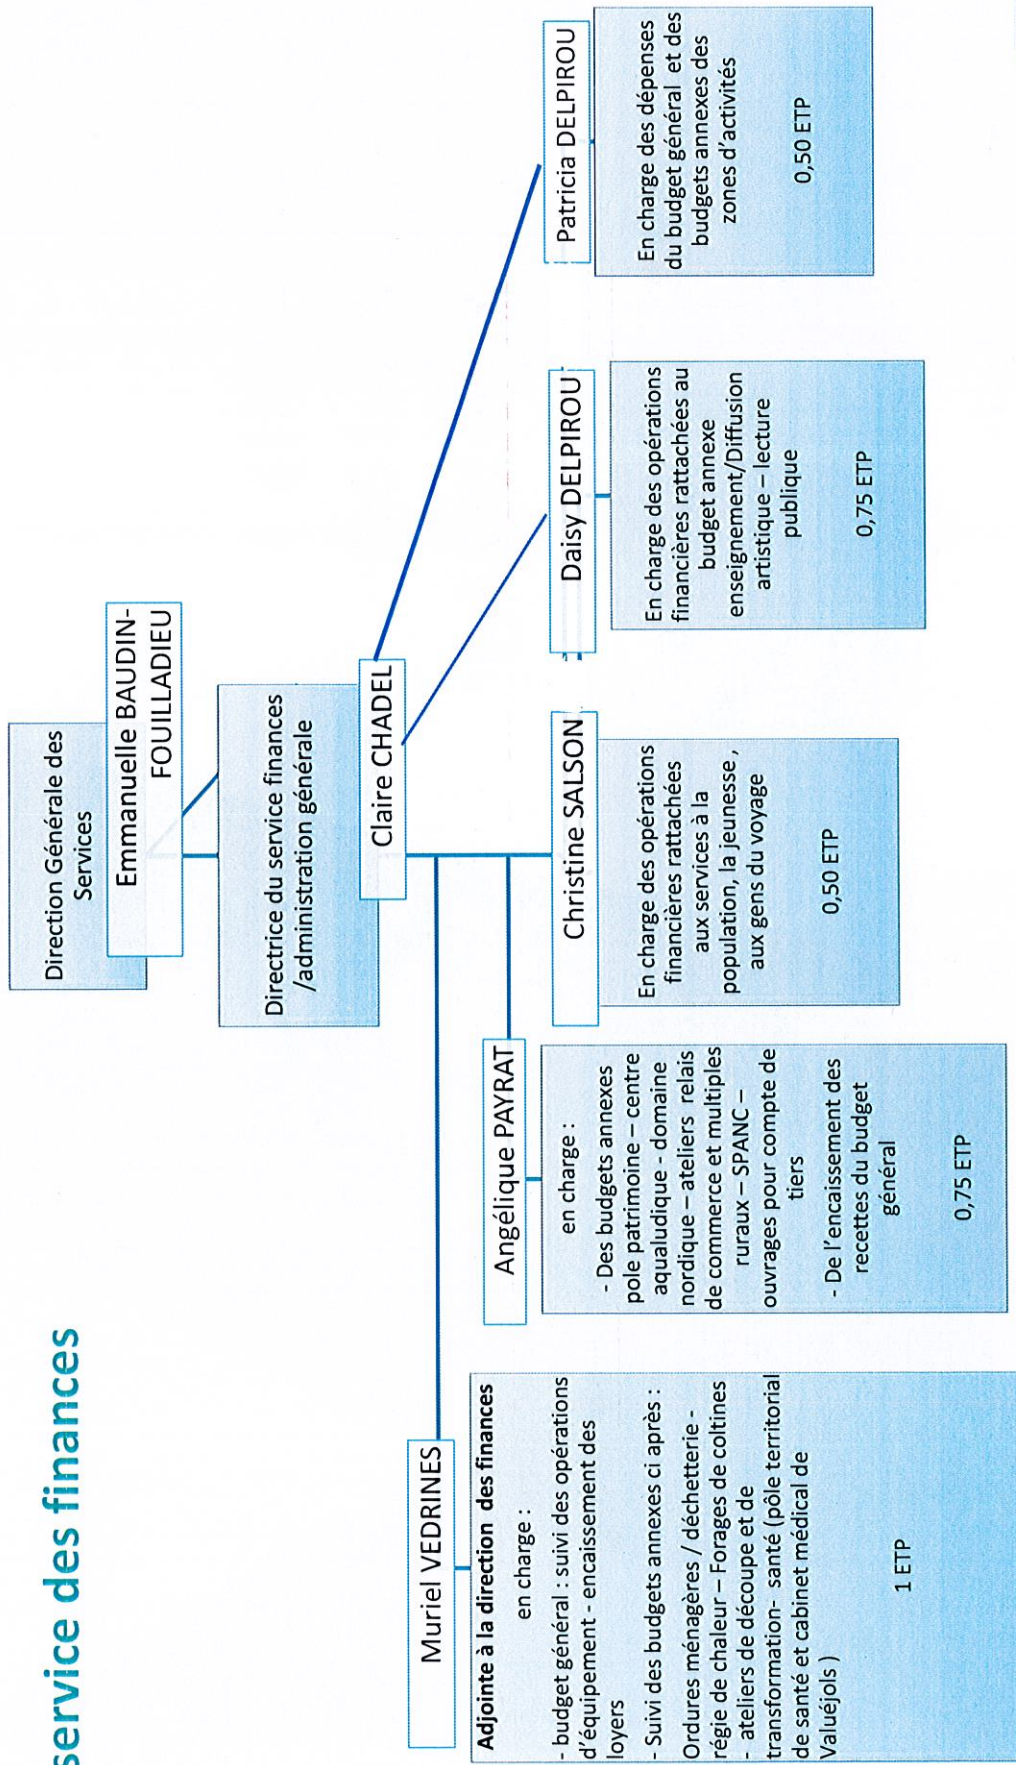 service des finances
Direction Générale des
Services
Emmanuelle BAUDIN-
FOUILLADIEU
Directrice du service finances
/administration générale
Claire CHADEL
Muriel VEDRINES
Adjointe à la direction des finances
en charge :
- budget général : suivi des opérations
d'équipement - encaissement des
loyers
- Suivi des budgets annexes ci après :
Ordures ménagères / déchetterie -
régie de chaleur – Forages de coltines
- ateliers de découpe et de
transformation- santé (pôle territorial
de santé et cabinet médical de
Valuéjols )
1 ETP
Angélique PAYRAT
en charge :
- Des budgets annexes
pole patrimoine – centre
aqualudique - domaine
nordique – ateliers relais
de commerce et multiples
ruraux – SPANC –
ouvrages pour compte de
tiers
- De l'encaissement des
recettes du budget
général
0,75 ETP
Christine SALSON
En charge des opérations
financières rattachées
aux services à la
population, la jeunesse ,
aux gens du voyage
0,50 ETP
Daisy DELPIROU
En charge des opérations
financières rattachées au
budget annexe
enseignement/Diffusion
artistique – lecture
publique
0,75 ETP
Patricia DELPIROU
En charge des dépenses
du budget général et des
budgets annexes des
zones d'activités
0,50 ETP